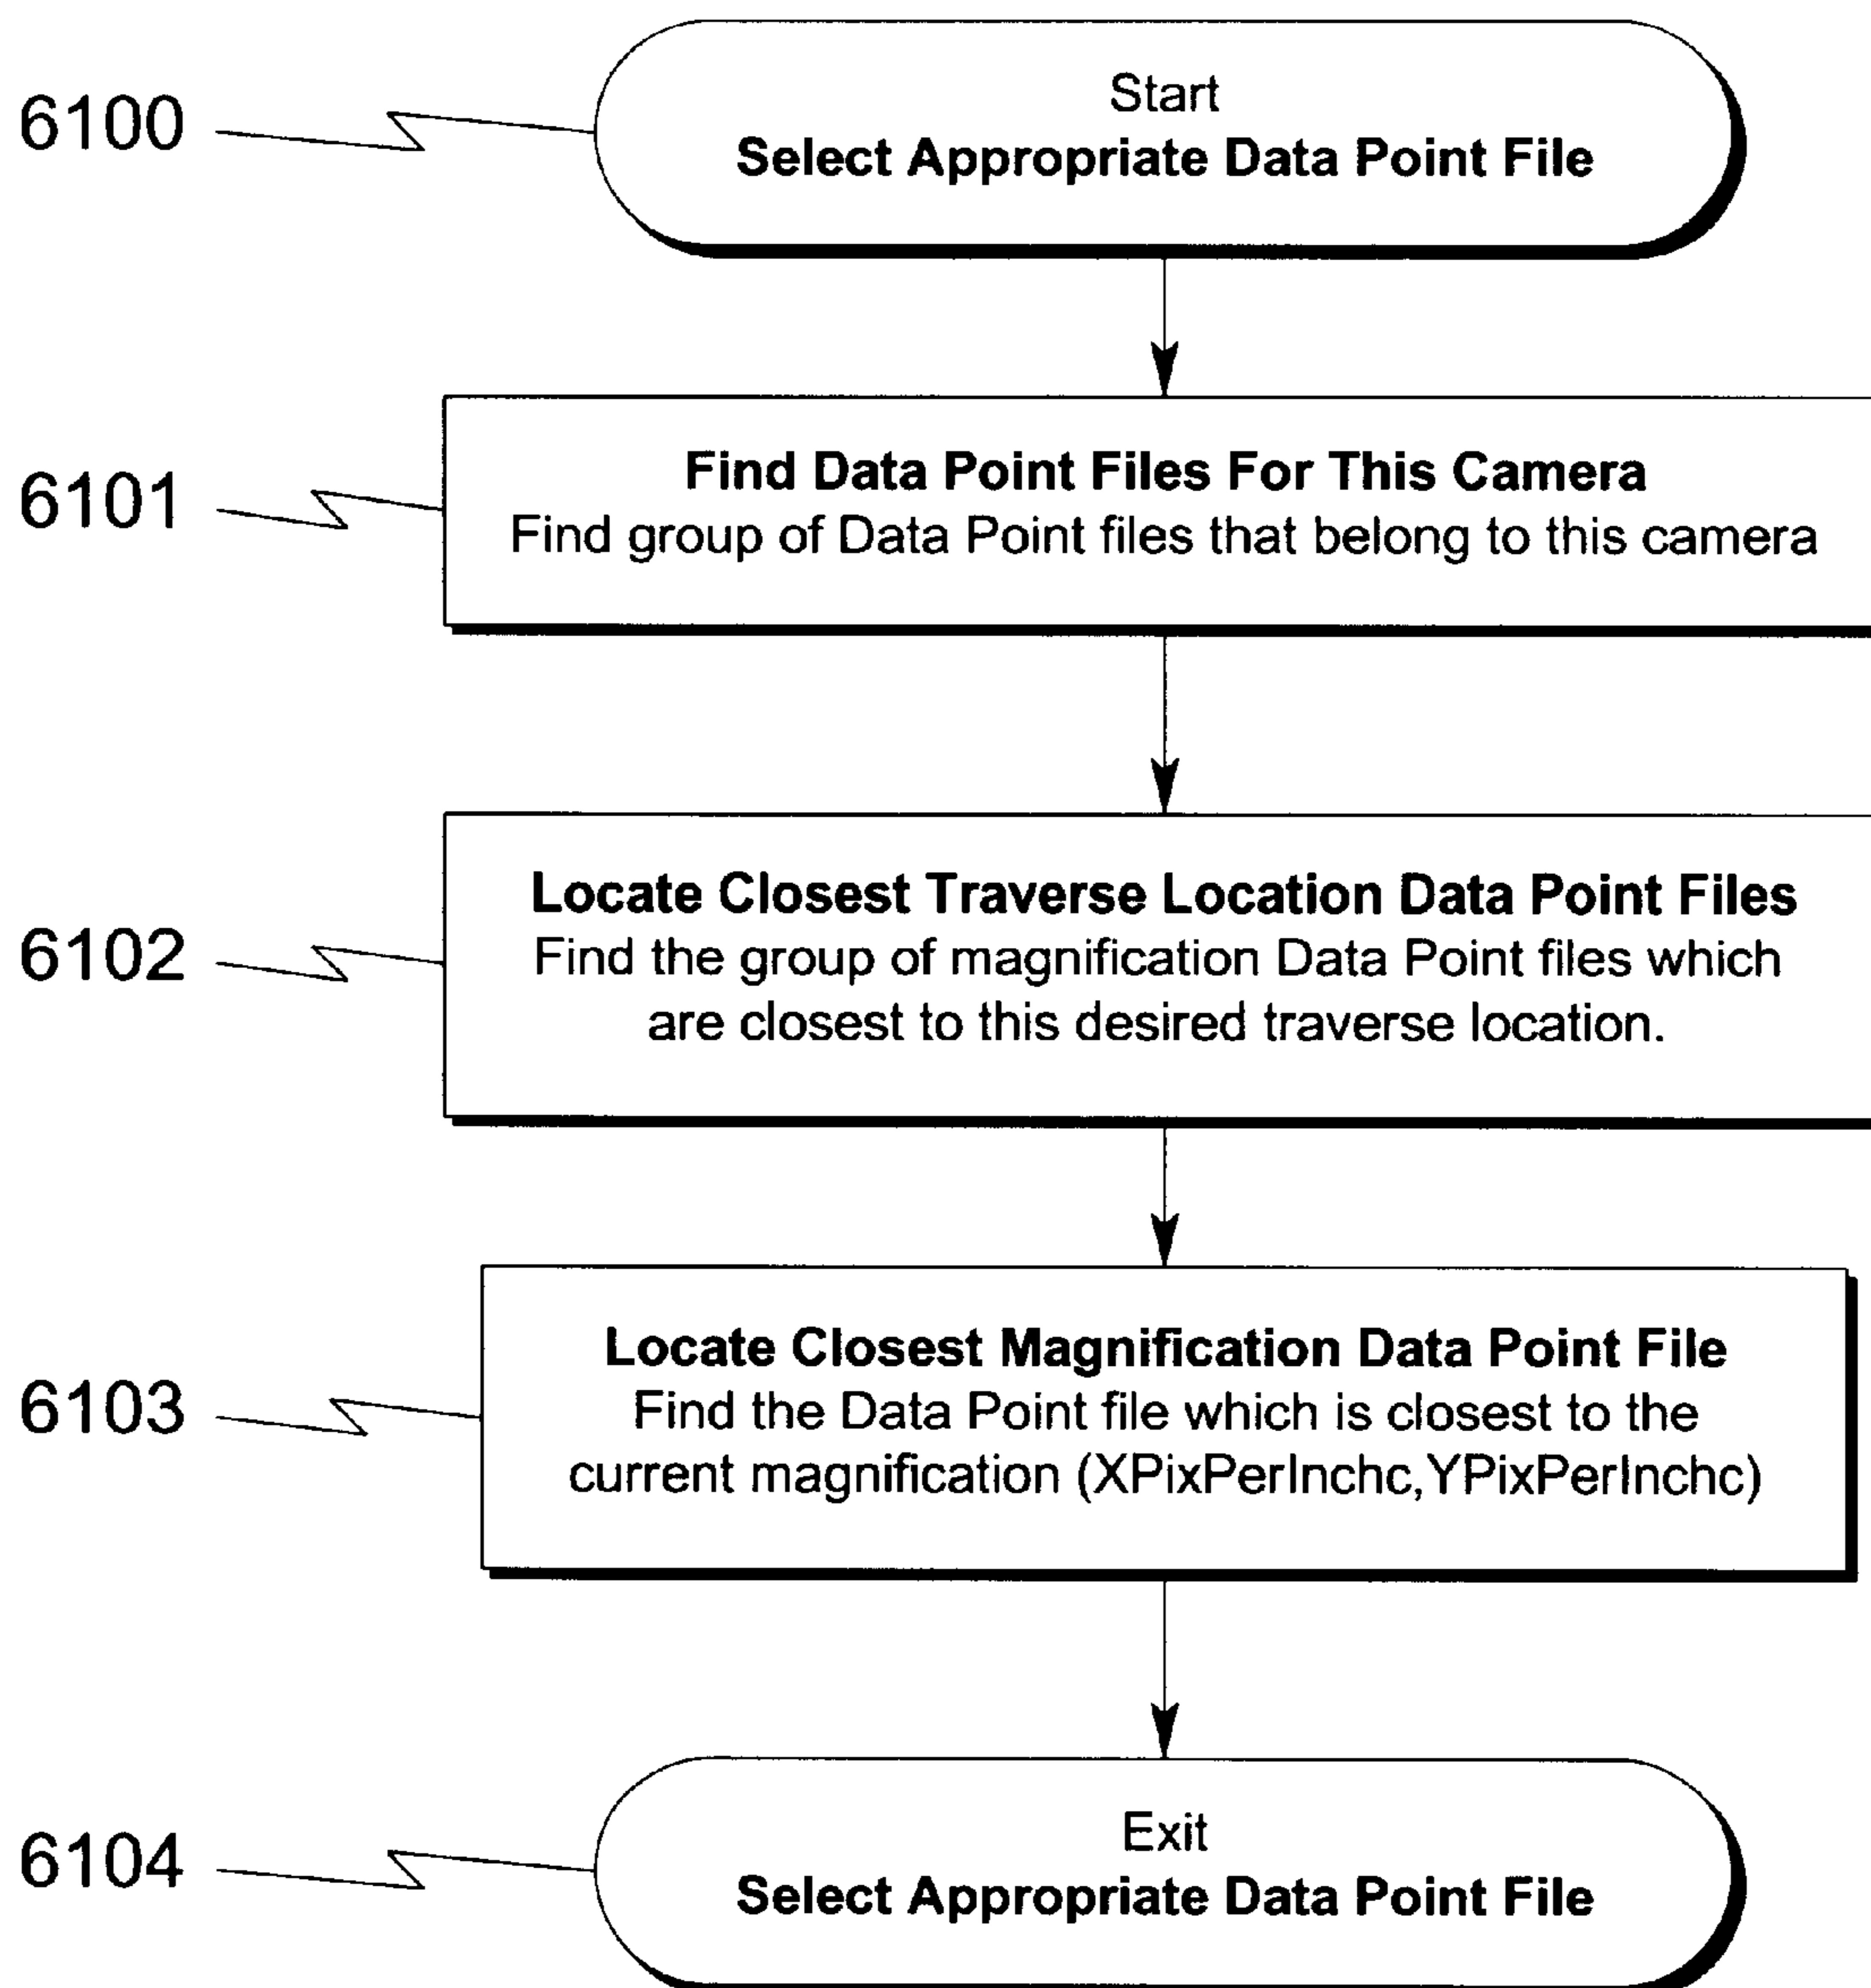 6100
Start
Select Appropriate Data Point File
6101
Find Data Point Files For This Camera
Find group of Data Point files that belong to this camera
6102
Locate Closest Traverse Location Data Point Files
Find the group of magnification Data Point files which
are closest to this desired traverse location.
6103
Locate Closest Magnification Data Point File
Find the Data Point file which is closest to the
current magnification (XPixPerInchc,YPixPerInchc)
6104
Exit
Select Appropriate Data Point File